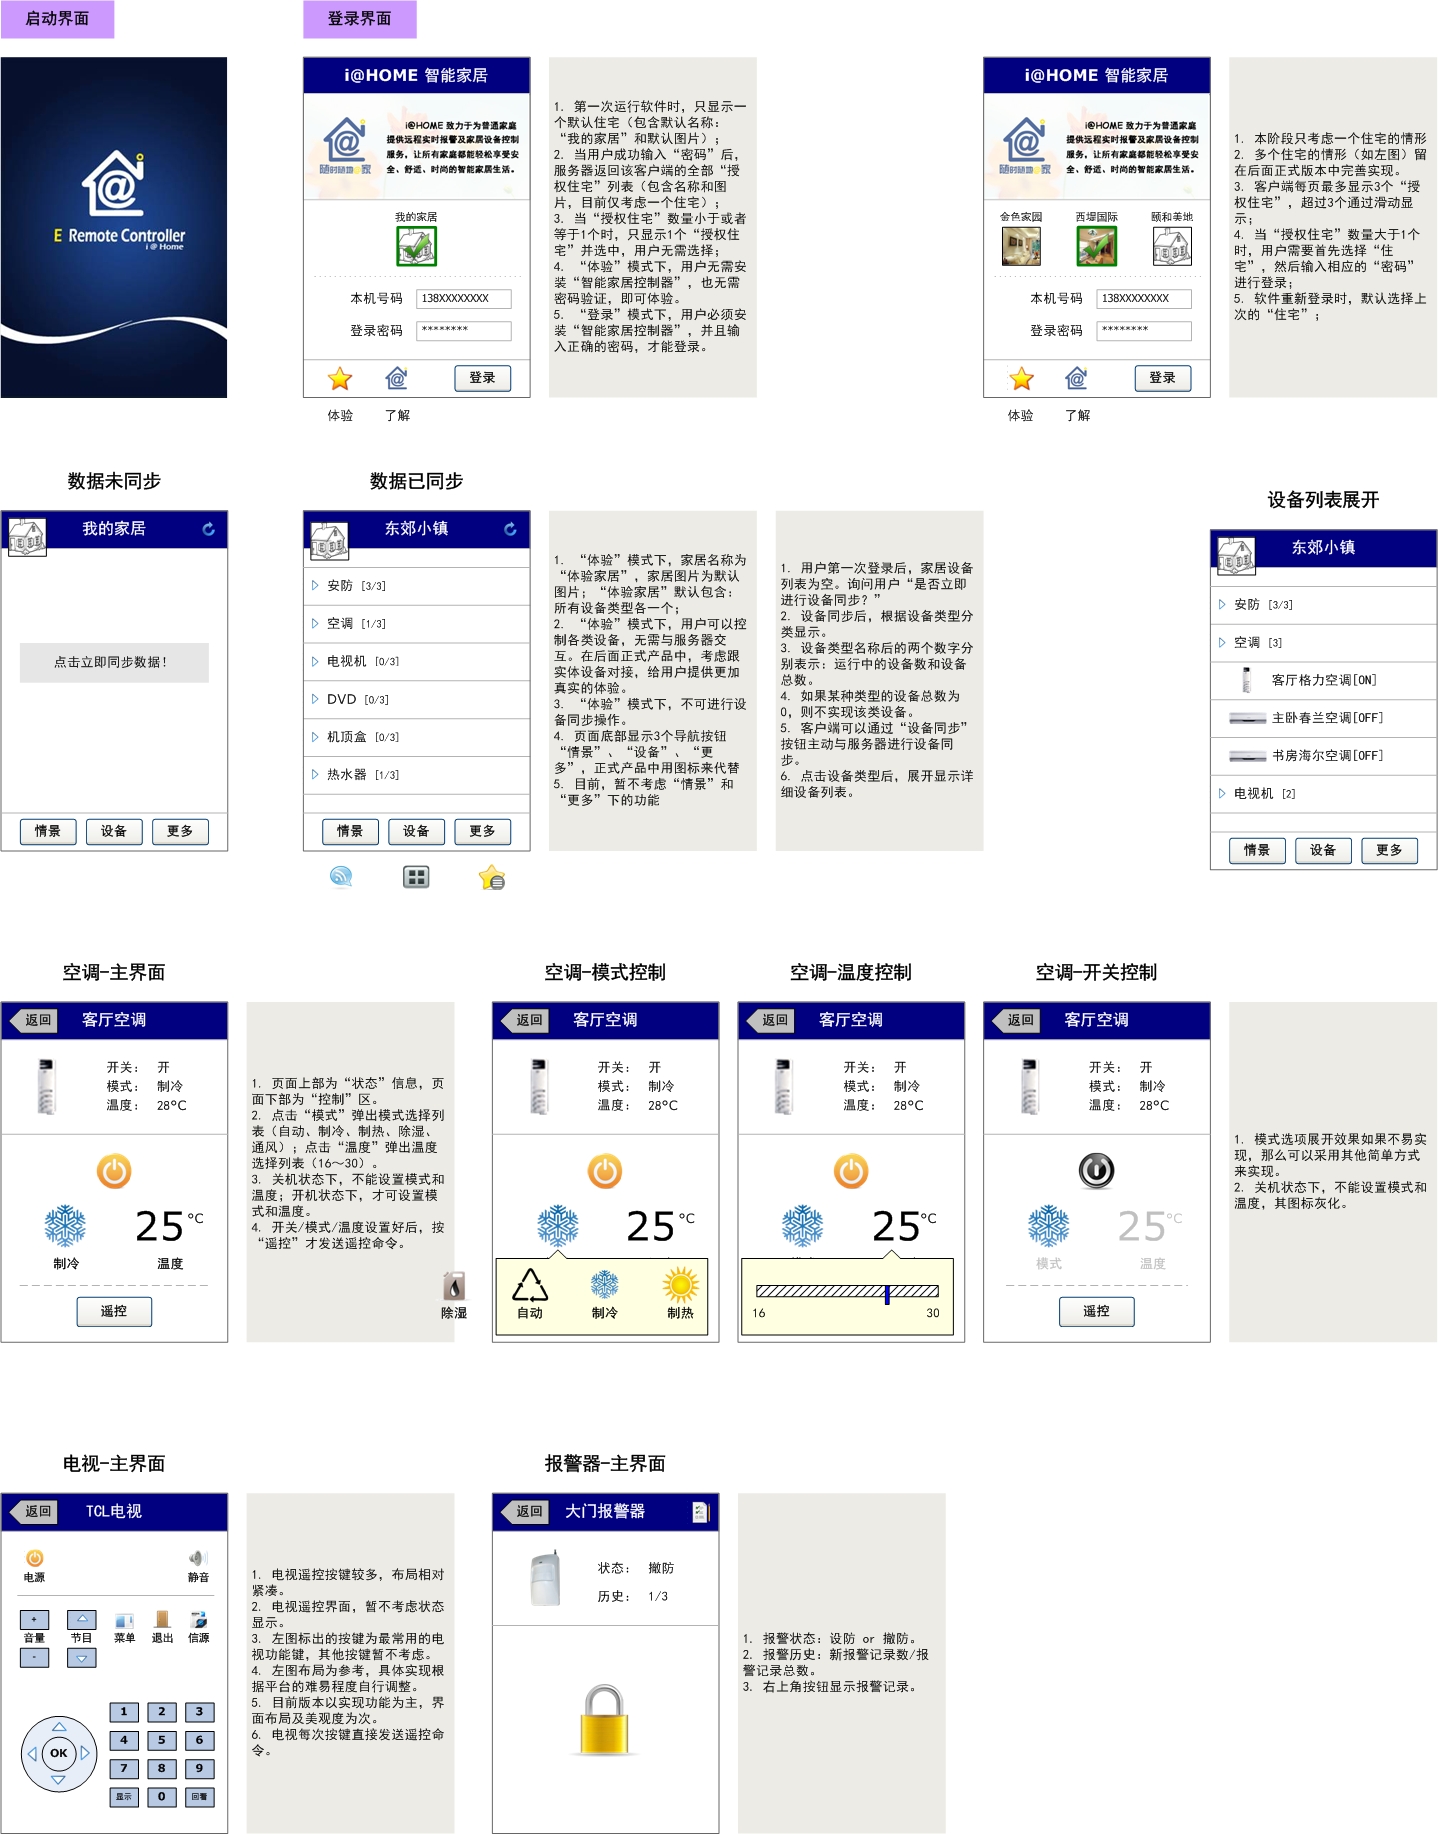 启动界面
登录界面
E Remote Controller
i @ Home
i@HOME 智能家居
i@HOME 致力于为普通家庭
提供远程实时报警及家居设备控制
服务，让所有家庭都能轻松享受安
全、舒适、时尚的智能家居生活。
随时随地@家
我的家居
本机号码
138XXXXXXXX
登录密码
********
登录
体验
了解
1. 第一次运行软件时，只显示一
个默认住宅（包含默认名称：
“我的家居”和默认图片）；
2. 当用户成功输入“密码”后，
服务器返回该客户端的全部“授
权住宅”列表（包含名称和图
片，目前仅考虑一个住宅）；
3. 当“授权住宅”数量小于或者
等于1个时，只显示1个“授权住
宅”并选中，用户无需选择；
4. “体验”模式下，用户无需安
装“智能家居控制器”，也无需
密码验证，即可体验。
5. “登录”模式下，用户必须安
装“智能家居控制器”，并且输
入正确的密码，才能登录。
i@HOME 智能家居
i@HOME 致力于为普通家庭
提供远程实时报警及家居设备控制
服务，让所有家庭都能轻松享受安
全、舒适、时尚的智能家居生活。
随时随地@家
金色家园
西堤国际
颐和美地
本机号码
138XXXXXXXX
登录密码
********
登录
体验
了解
1. 本阶段只考虑一个住宅的情形
2. 多个住宅的情形（如左图）留
在后面正式版本中完善实现。
3. 客户端每页最多显示3个“授
权住宅”，超过3个通过滑动显
示；
4. 当“授权住宅”数量大于1个
时，用户需要首先选择“住
宅”，然后输入相应的“密码”
进行登录；
5. 软件重新登录时，默认选择上
次的“住宅”；
数据未同步
我的家居
点击立即同步数据！
情景
设备
更多
数据已同步
东郊小镇
安防 [3/3]
空调 [1/3]
电视机 [0/3]
DVD [0/3]
机顶盒 [0/3]
热水器 [1/3]
情景
设备
更多
1. “体验”模式下，家居名称为
“体验家居”，家居图片为默认
图片；“体验家居”默认包含：
所有设备类型各一个；
2. “体验”模式下，用户可以控
制各类设备，无需与服务器交
互。在后面正式产品中，考虑跟
实体设备对接，给用户提供更加
真实的体验。
3. “体验”模式下，不可进行设
备同步操作。
4. 页面底部显示3个导航按钮
“情景”、“设备”、“更
多”，正式产品中用图标来代替
5. 目前，暂不考虑“情景”和
“更多”下的功能
1. 用户第一次登录后，家居设备
列表为空。询问用户“是否立即
进行设备同步？”
2. 设备同步后，根据设备类型分
类显示。
3. 设备类型名称后的两个数字分
别表示：运行中的设备数和设备
总数。
4. 如果某种类型的设备总数为
0，则不实现该类设备。
5. 客户端可以通过“设备同步”
按钮主动与服务器进行设备同
步。
6. 点击设备类型后，展开显示详
细设备列表。
设备列表展开
东郊小镇
安防 [3/3]
空调 [3]
客厅格力空调[ON]
主卧春兰空调[OFF]
书房海尔空调[OFF]
电视机 [2]
情景
设备
更多
空调-主界面
返回
客厅空调
开关： 开
模式： 制冷
温度： 28°C
25°C
制冷
温度
遥控
1. 页面上部为“状态”信息，页
面下部为“控制”区。
2. 点击“模式”弹出模式选择列
表（自动、制冷、制热、除湿、
通风）；点击“温度”弹出温度
选择列表（16～30）。
3. 关机状态下，不能设置模式和
温度；开机状态下，才可设置模
式和温度。
4. 开关/模式/温度设置好后，按
“遥控”才发送遥控命令。
除湿
空调-模式控制
返回
客厅空调
开关： 开
模式： 制冷
温度： 28°C
25°C
自动
制冷
制热
空调-温度控制
返回
客厅空调
开关： 开
模式： 制冷
温度： 28°C
25°C
16
30
空调-开关控制
返回
客厅空调
开关： 开
模式： 制冷
温度： 28°C
25°C
模式
温度
遥控
1. 模式选项展开效果如果不易实
现，那么可以采用其他简单方式
来实现。
2. 关机状态下，不能设置模式和
温度，其图标灰化。
电视-主界面
返回
TCL电视
电源
静音
+
音量
-
节目
菜单
退出
信源
OK
1 2 3
4 5 6
7 8 9
显示 0 回看
1. 电视遥控按键较多，布局相对
紧凑。
2. 电视遥控界面，暂不考虑状态
显示。
3. 左图标出的按键为最常用的电
视功能键，其他按键暂不考虑。
4. 左图布局为参考，具体实现根
据平台的难易程度自行调整。
5. 目前版本以实现功能为主，界
面布局及美观度为次。
6. 电视每次按键直接发送遥控命
令。
报警器-主界面
返回
大门报警器
状态： 撤防
历史： 1/3
1. 报警状态：设防 or 撤防。
2. 报警历史：新报警记录数/报
警记录总数。
3. 右上角按钮显示报警记录。